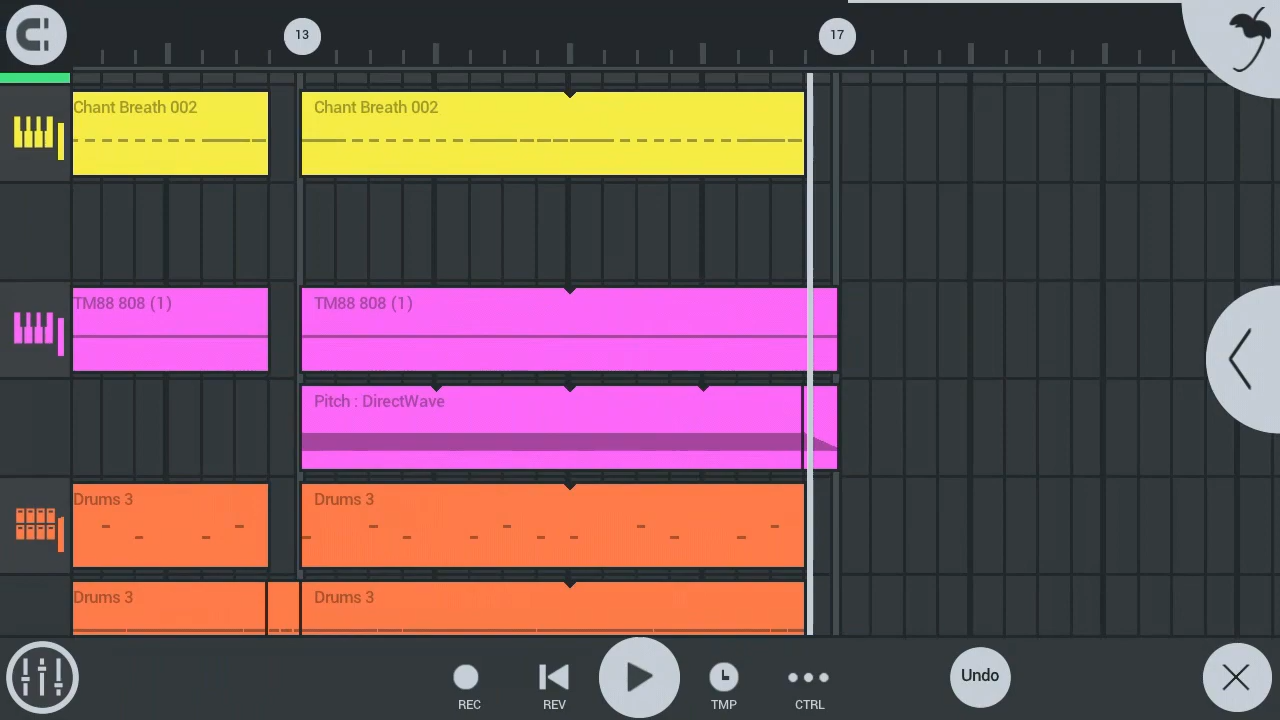 13
17
Chant Breath 002
Chant Breath 002
TM88 808 (1)
TM88 808 (1)
Pitch : DirectWave
Drums 3
Drums 3
Drums 3
Drums 3
REC
REV
TMP
CTRL
Undo